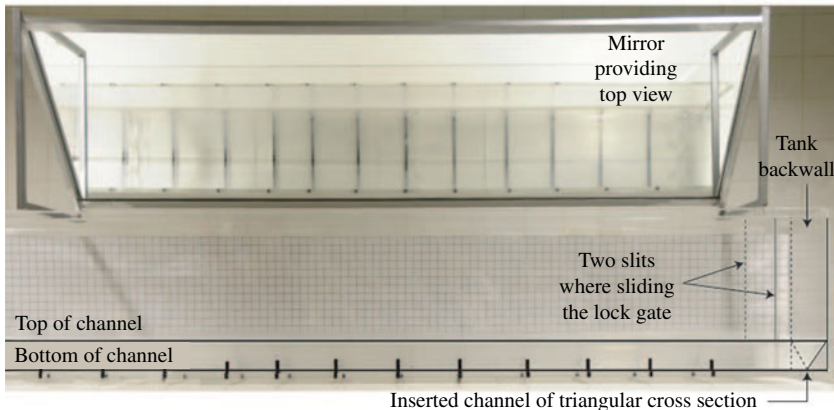 Mirror
providing
top view
Tank
backwall
Two slits
where sliding
the lock gate
Top of channel
Bottom of channel
Inserted channel of triangular cross section